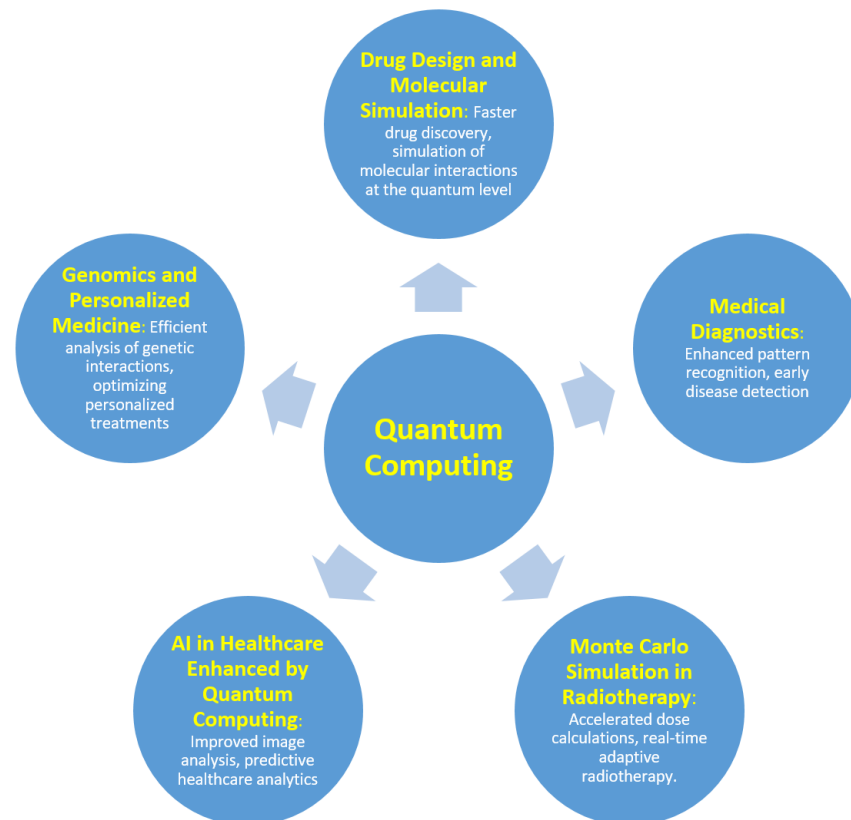 Drug Design and
Molecular
Simulation: Faster
drug discovery,
simulation of
molecular interactions
at the quantum level
Genomics and
Personalized
Medicine: Efficient
analysis of genetic
interactions,
optimizing
personalized
treatments
Medical
Diagnostics:
Enhanced pattern
recognition, early
disease detection
Quantum
Computing
AI in Healthcare
Enhanced by
Quantum
Computing:
Improved image
analysis, predictive
healthcare analytics
Monte Carlo
Simulation in
Radiotherapy:
Accelerated dose
calculations, real-time
adaptive
radiotherapy.